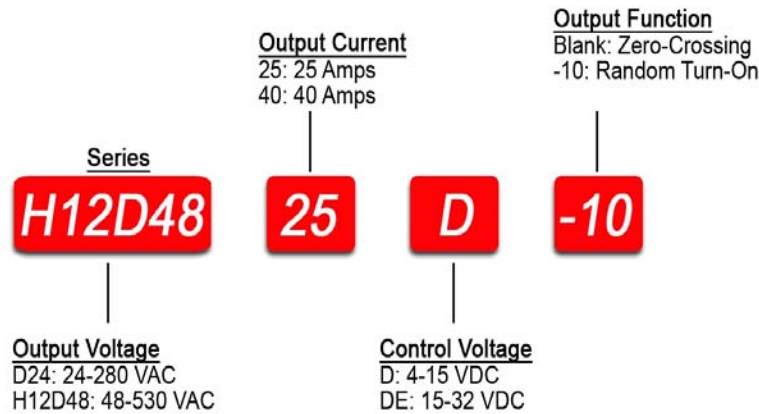 Output Function
Blank: Zero-Crossing
-10: Random Turn-On
Output Current
25: 25 Amps
40: 40 Amps
Series
H12D48
25
D
-10
Output Voltage
D24: 24-280 VAC
H12D48: 48-530 VAC
Control Voltage
D: 4-15 VDC
DE: 15-32 VDC